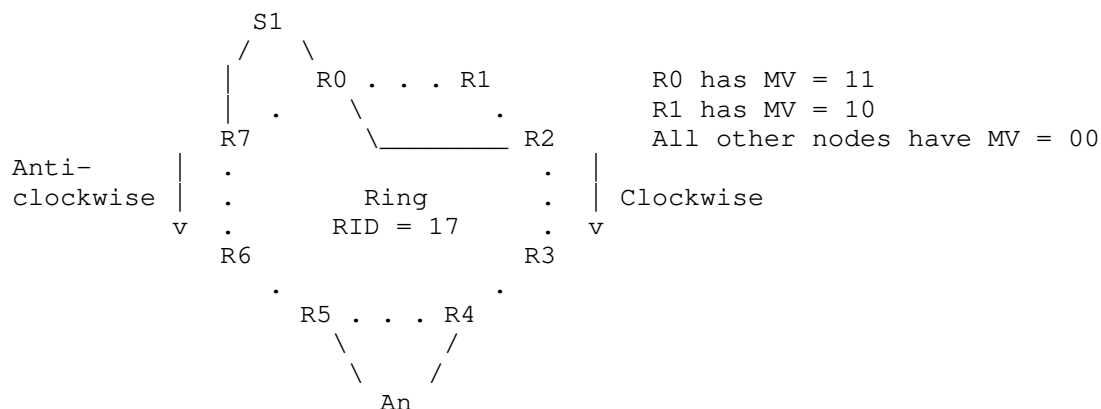 S1
R0 . . . R1 R0 has MV = 11
R1 has MV = 10
R7 R2 All other nodes have MV = 00
Anti-
clockwise Ring Clockwise
v RID = 17 v
R6 R3
R5 . . . R4
An